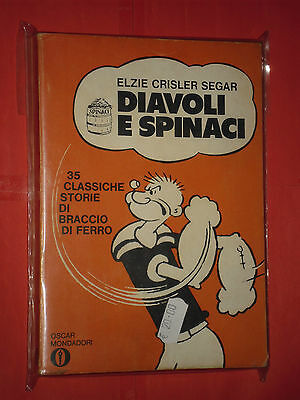 ELZIE CRISLER SEGAR
DIAVOLI
E SPINACI
SPINACI
35
CLASSICHE
STORIE
DI
BRACCIO
DI FERRO
OSCAR
MONDADORI